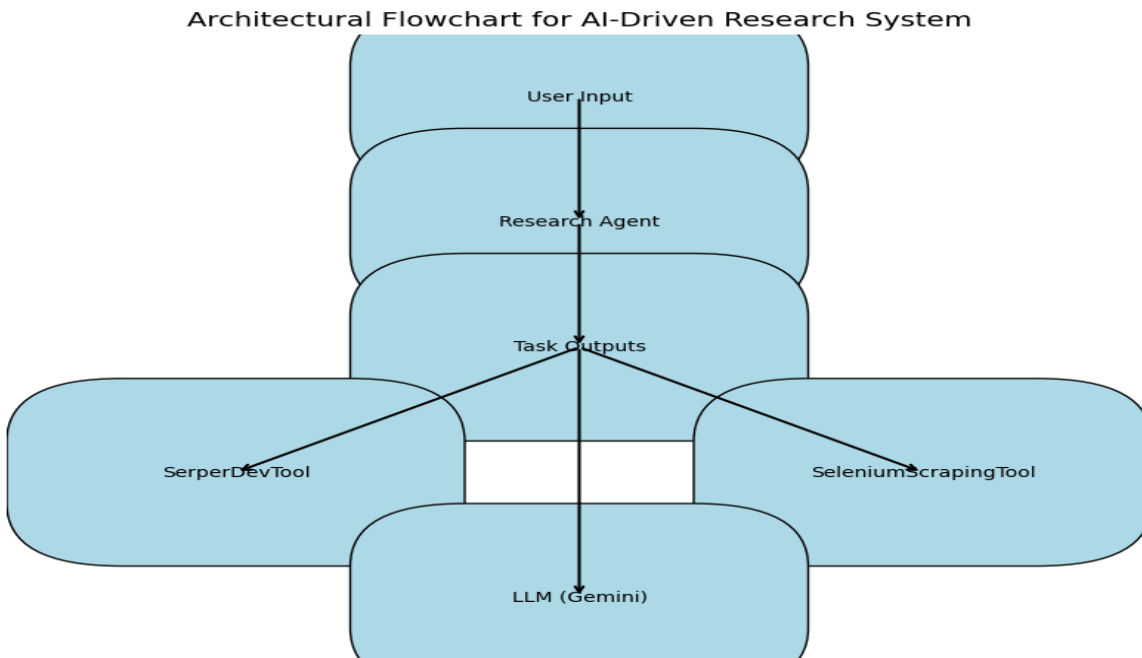 Architectural Flowchart for AI-Driven Research System
User Input
Research Agent
Task Outputs
SerperDevTool
SeleniumScrapingTool
LLM (Gemini)